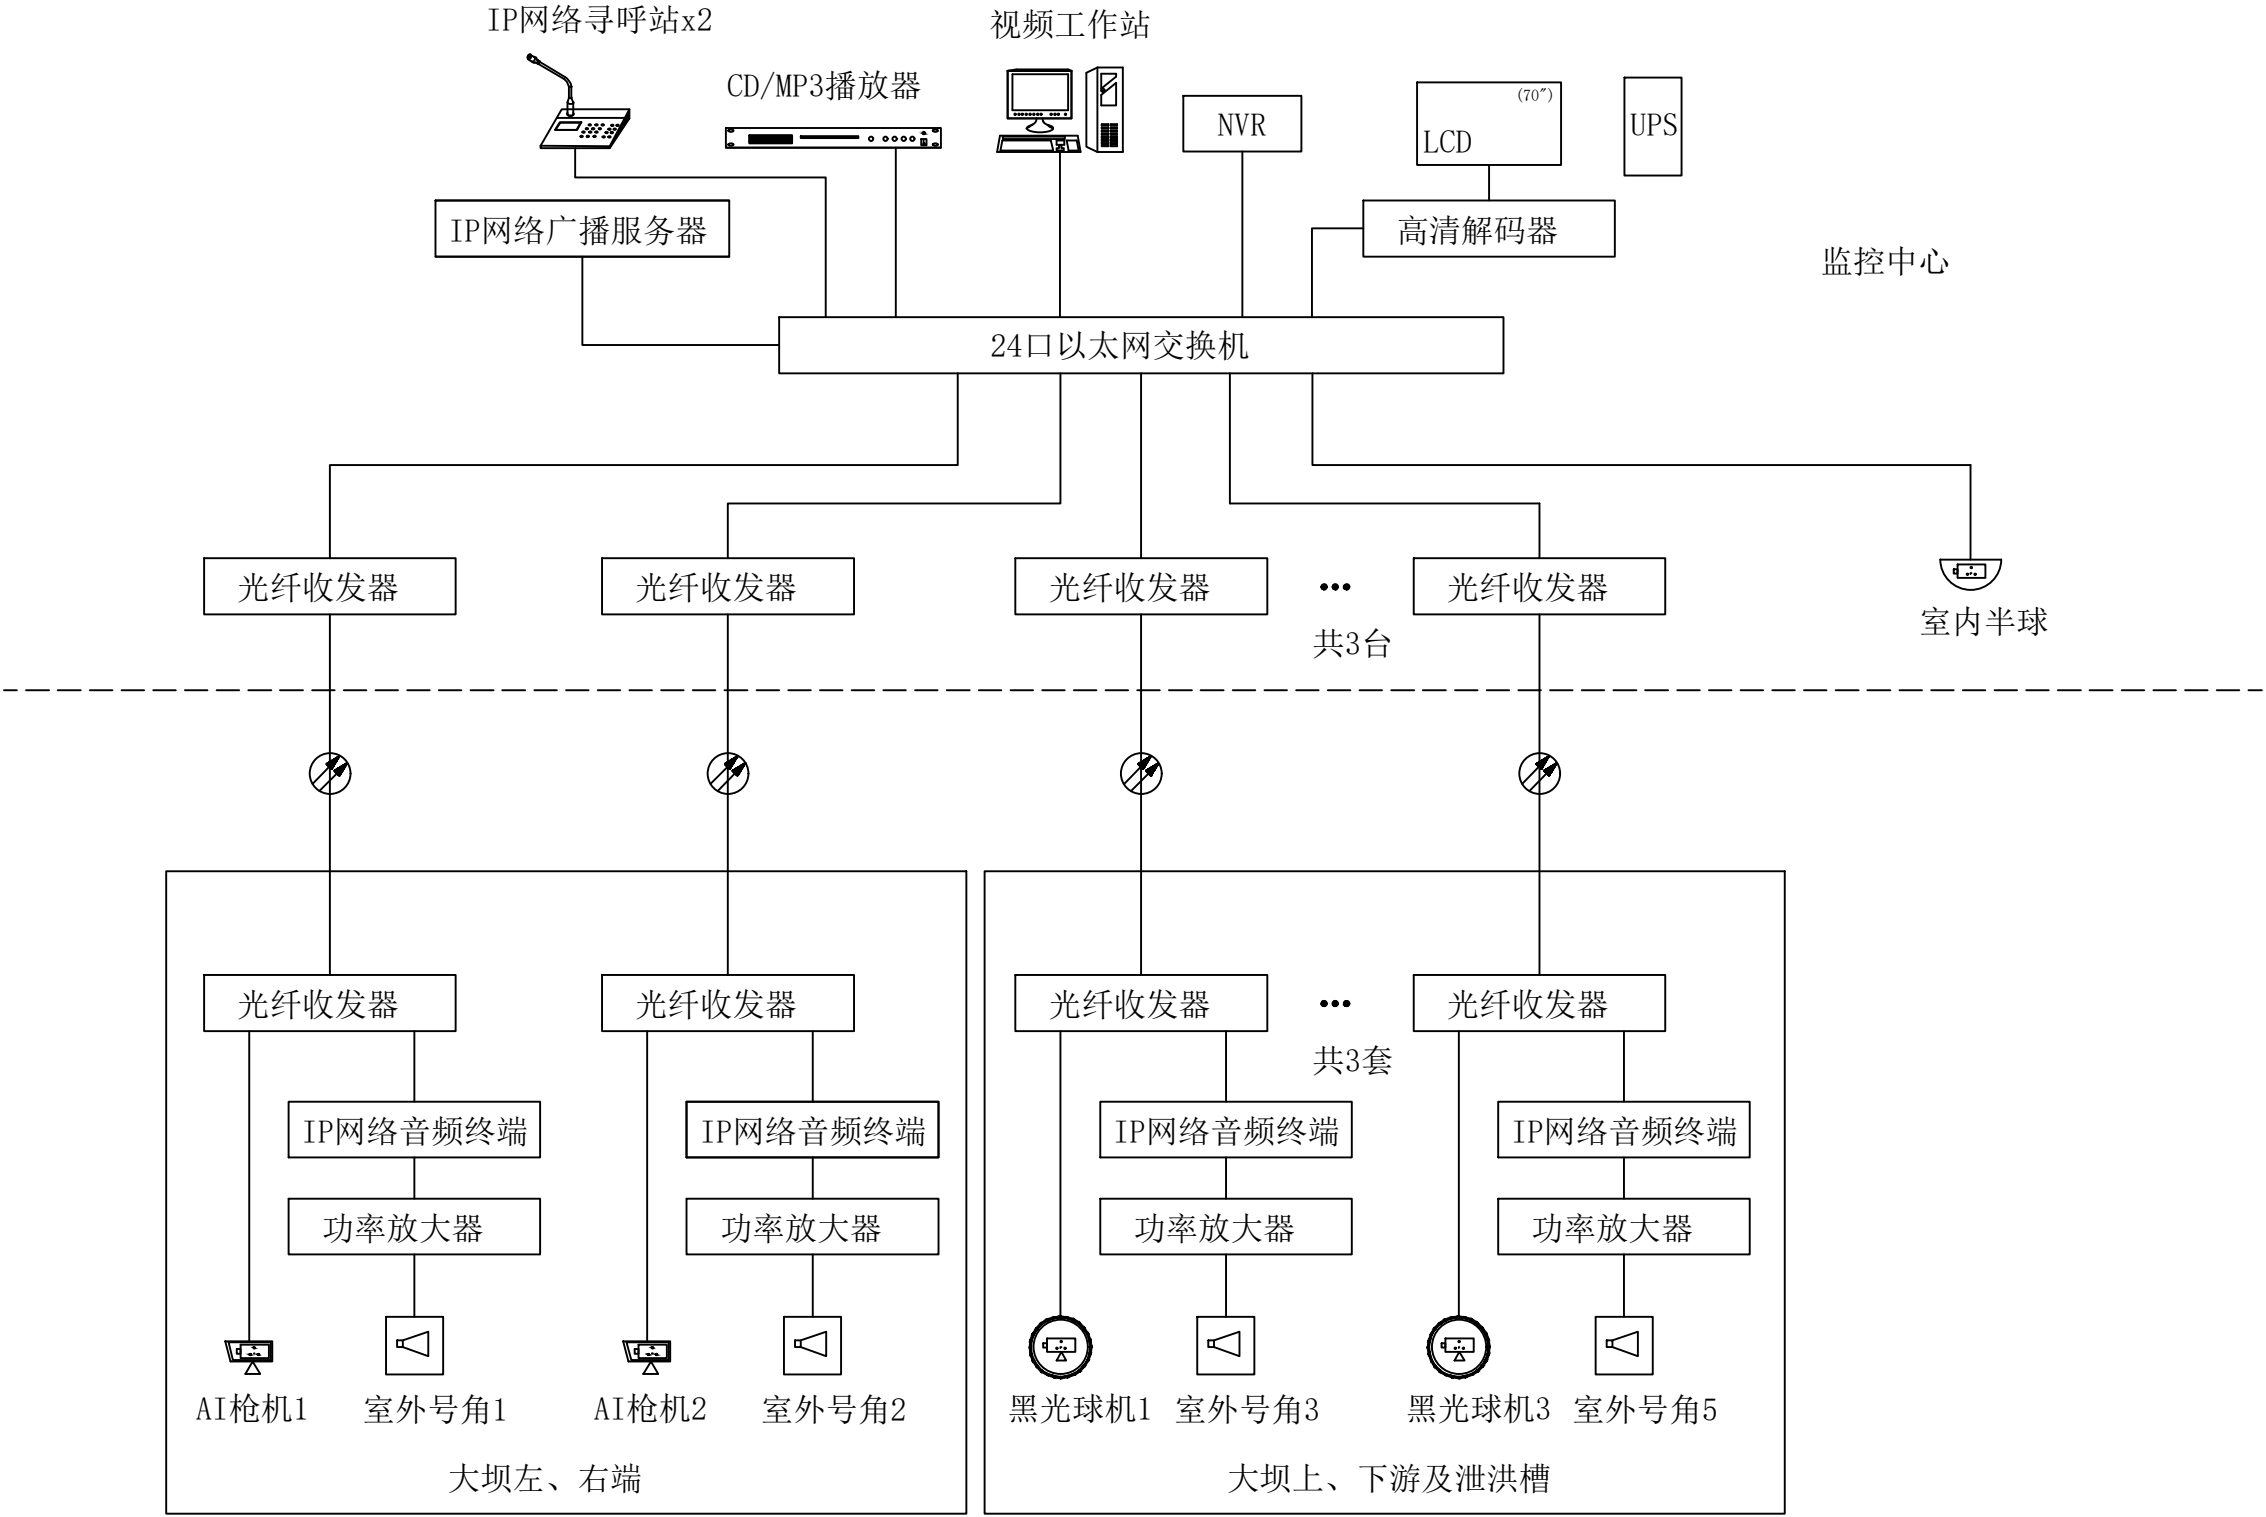 IP网络寻呼站x2
视频工作站
CD/MP3播放器
(70″)
NVR
LCD
UPS
IP网络广播服务器
高清解码器
监控中心
24口以太网交换机
光纤收发器
光纤收发器
光纤收发器
光纤收发器
共3台
室内半球
光纤收发器
光纤收发器
光纤收发器
光纤收发器
共3套
IP网络音频终端
IP网络音频终端
IP网络音频终端
IP网络音频终端
功率放大器
功率放大器
功率放大器
功率放大器
AI枪机1
室外号角1
AI枪机2
室外号角2
黑光球机1
室外号角3
黑光球机3
室外号角5
大坝左、右端
大坝上、下游及泄洪槽